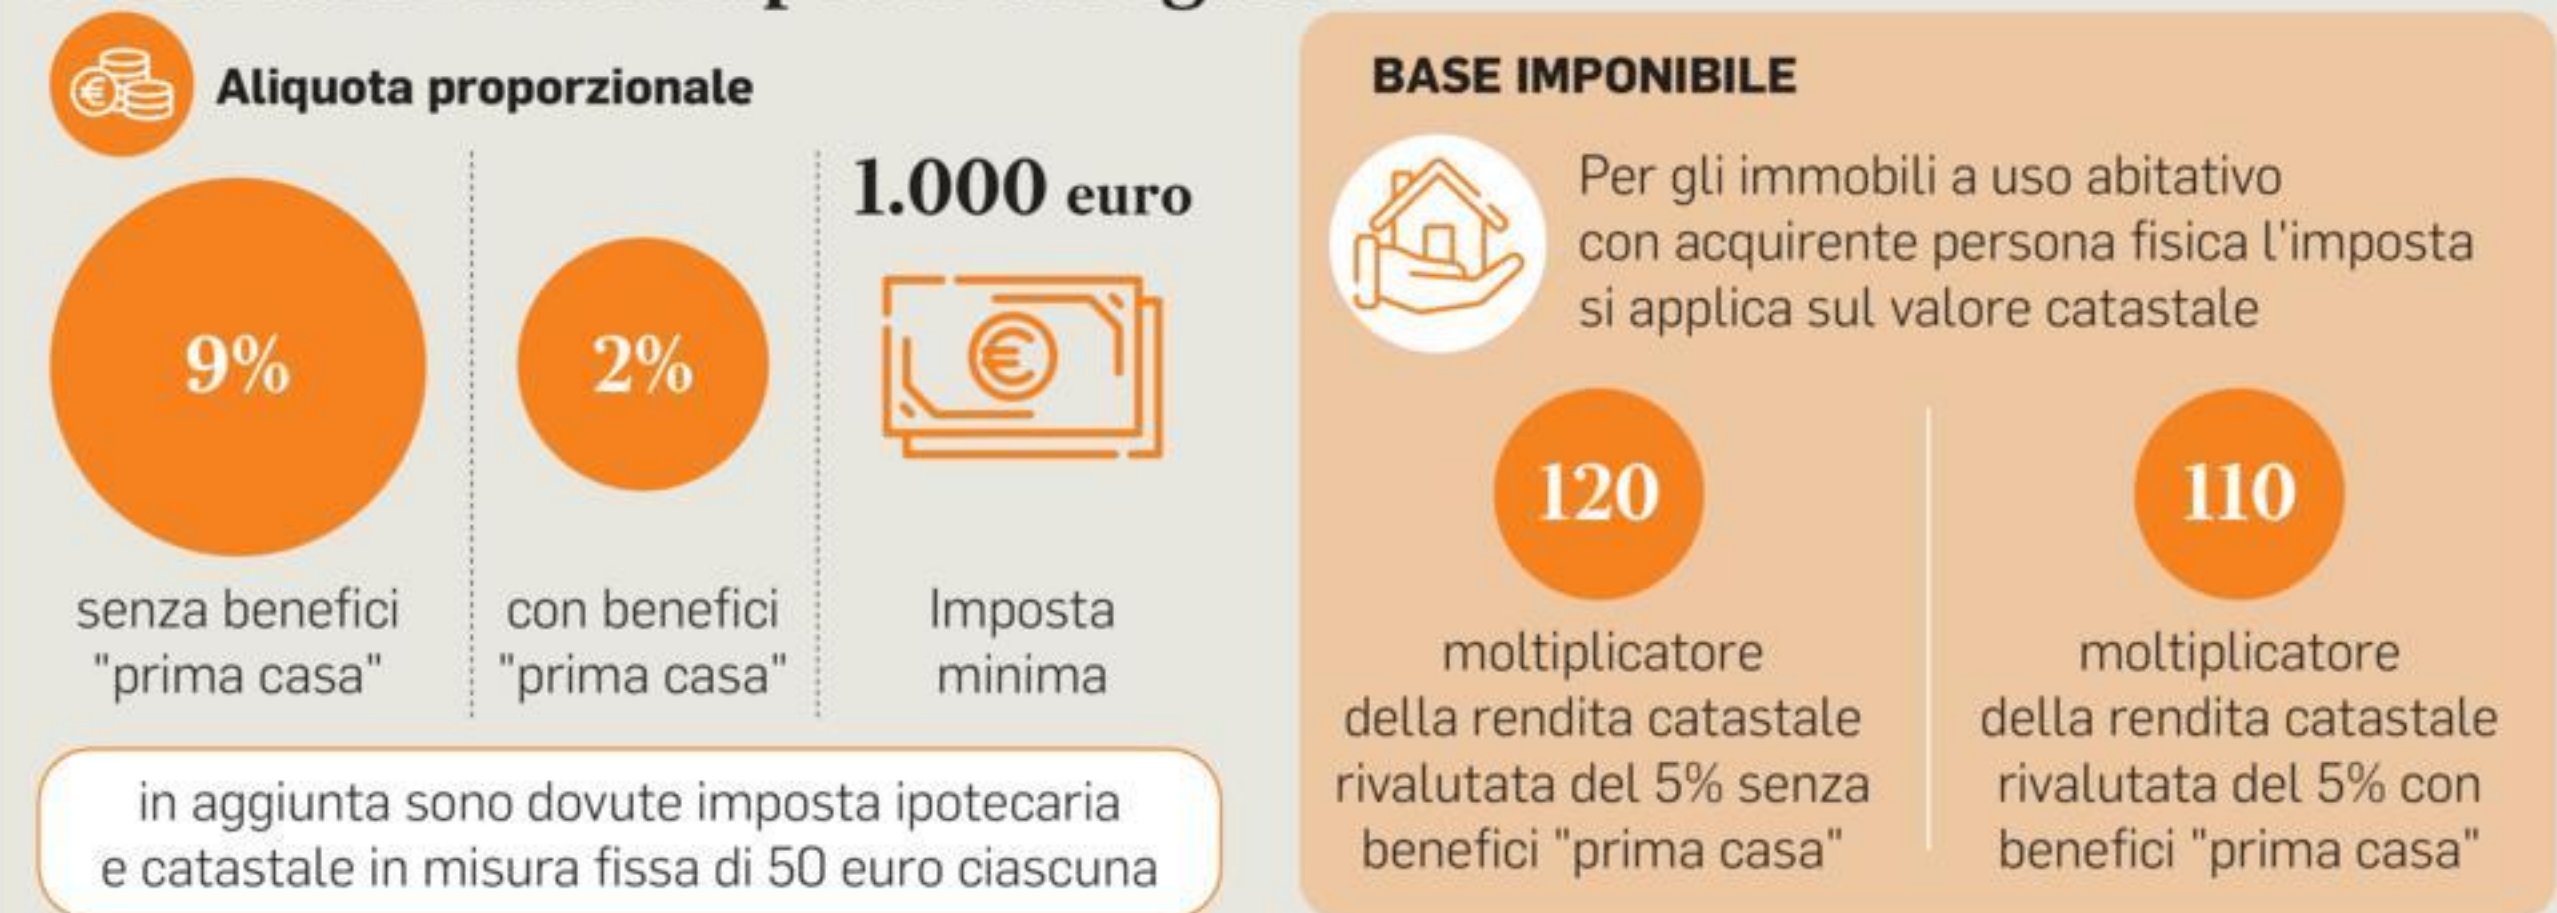 Aliquota proporzionale
9%
senza benefici
"prima casa"
2%
con benefici
"prima casa"
1.000 euro
Imposta
minima
in aggiunta sono dovute imposta ipotecaria
e catastale in misura fissa di 50 euro ciascuna
BASE IMPONIBILE
Per gli immobili a uso abitativo
con acquirente persona fisica l'imposta
si applica sul valore catastale
120
moltiplicatore
della rendita catastale
rivalutata del 5% senza
benefici "prima casa"
110
moltiplicatore
della rendita catastale
rivalutata del 5% con
benefici "prima casa"